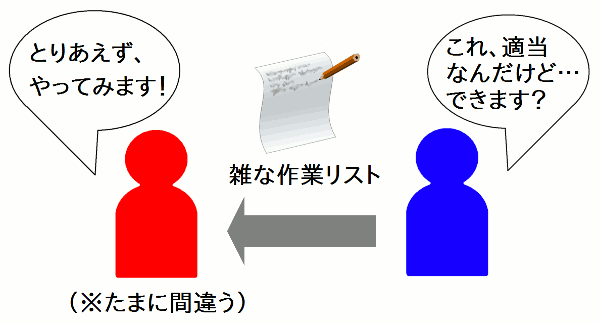 とりあえず、
やってみます!
これ、適当
なんだけど…
できます?
雑な作業リスト
(※たまに間違う)